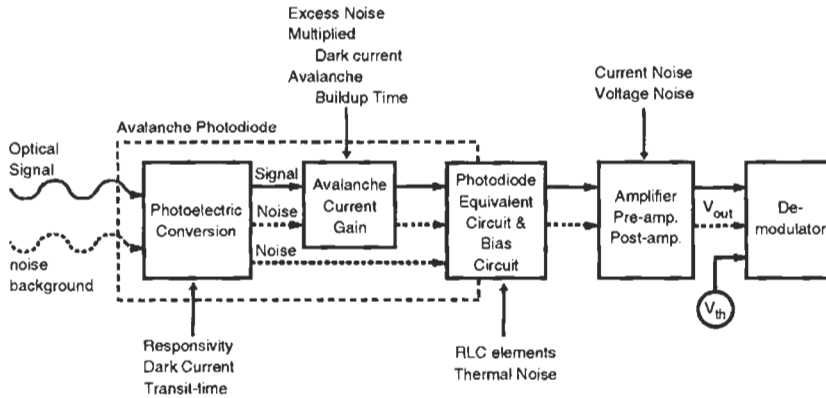 Excess Noise
Multiplied
Dark current
Avalanche
Buildup Time
Current Noise
Voltage Noise
Avalanche Photodiode
Optical
Signal
noise
background
Photoelectric
Conversion
Signal
Noise
Noise
Avalanche
Current
Gain
Photodiode
Equivalent
Circuit &
Bias
Circuit
Amplifier
Pre-amp.
Post-amp.
Vout
De-
modulator
Vth
Responsivity
Dark Current
Transit-time
RLC elements
Thermal Noise